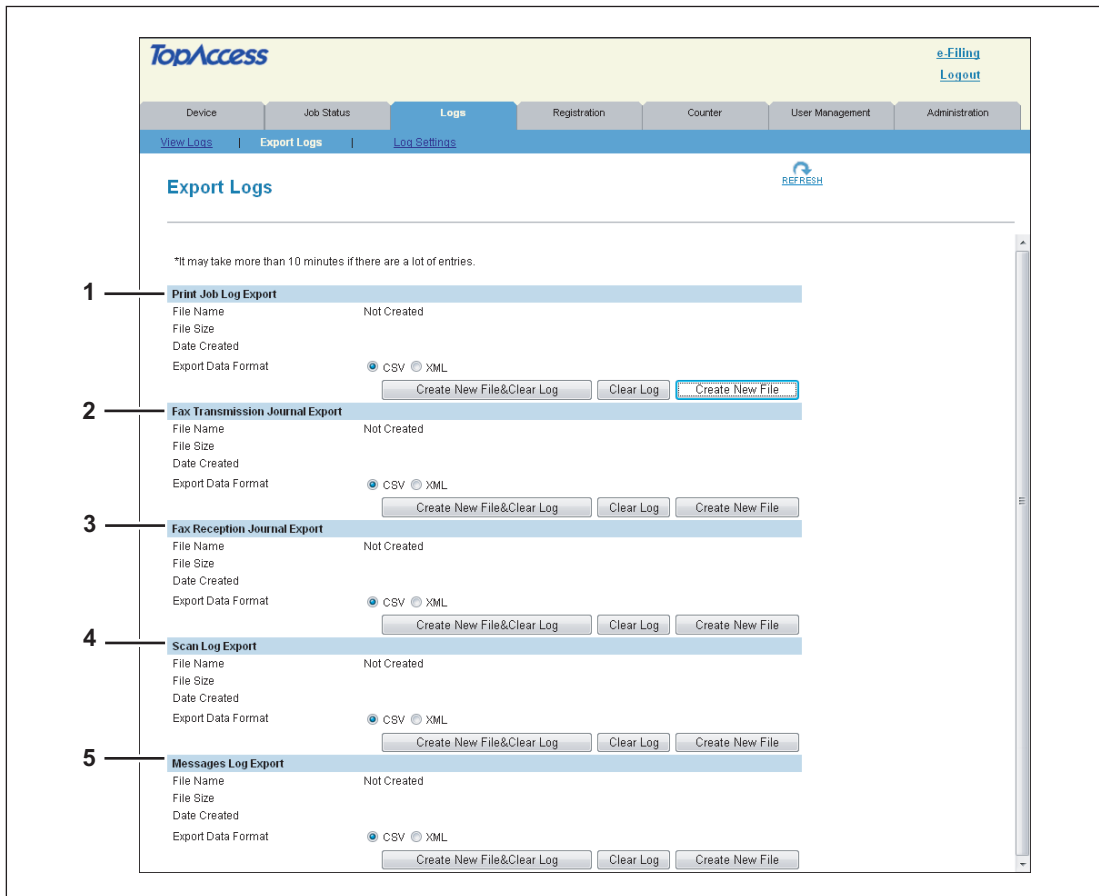 TopAccess
e-Filing
Logout
Device Job Status Logs Registration Counter User Management Administration
View Logs | Export Logs | Log Settings
Export Logs
REFRESH
*It may take more than 10 minutes if there are a lot of entries.
1 Print Job Log Export
File Name Not Created
File Size
Date Created
Export Data Format CSV XML
Create New File&Clear Log Clear Log Create New File
2 Fax Transmission Journal Export
File Name Not Created
File Size
Date Created
Export Data Format CSV XML
Create New File&Clear Log Clear Log Create New File
3 Fax Reception Journal Export
File Name Not Created
File Size
Date Created
Export Data Format CSV XML
Create New File&Clear Log Clear Log Create New File
4 Scan Log Export
File Name Not Created
File Size
Date Created
Export Data Format CSV XML
Create New File&Clear Log Clear Log Create New File
5 Messages Log Export
File Name Not Created
File Size
Date Created
Export Data Format CSV XML
Create New File&Clear Log Clear Log Create New File